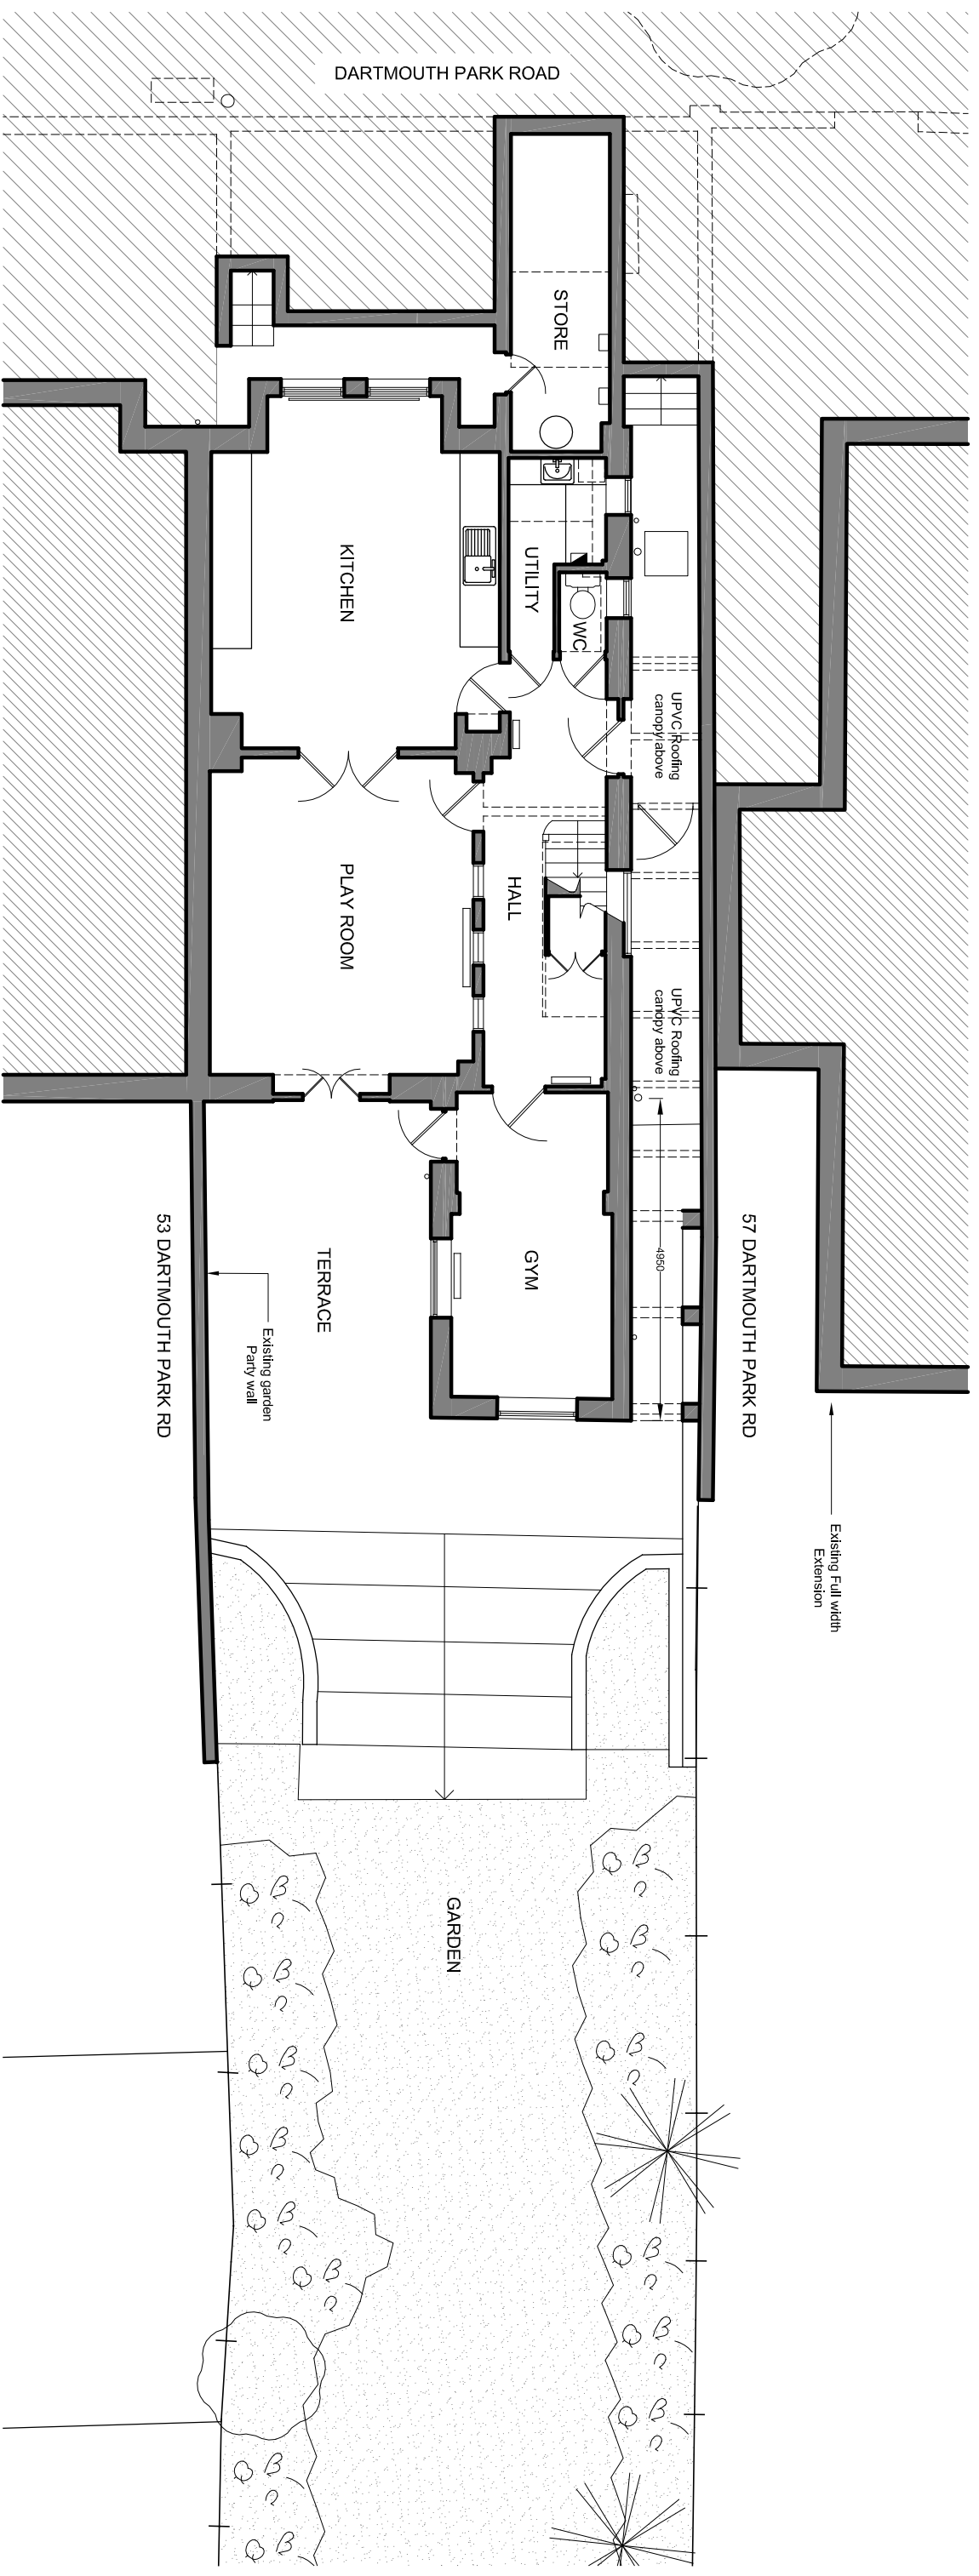 DARTMOUTH PARK ROAD
STORE
KITCHEN
UTILITY
WC
UPVC Roofing
canopy above
PLAY ROOM
HALL
UPVC Roofing
canopy above
53 DARTMOUTH PARK RD
TERRACE
GYM
4950
57 DARTMOUTH PARK RD
Existing garden
Party wall
Existing Full width
Extension
GARDEN